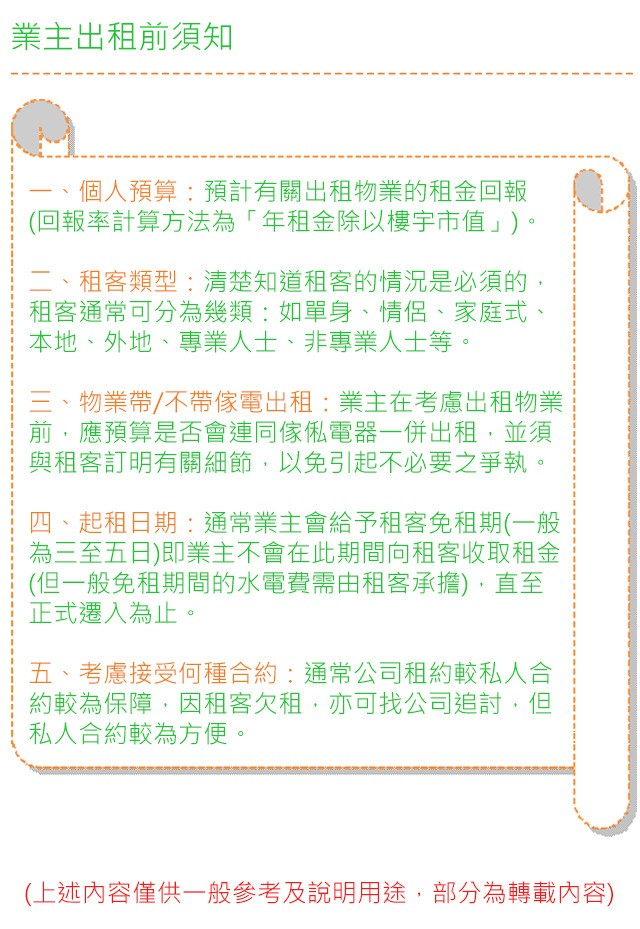 業主出租前須知
一、個人預算：預計有關出租物業的租金回報
(回報率計算方法為「年租金除以樓宇市值」)。
二、租客類型：清楚知道租客的情況是必須的，
租客通常可分為幾類：如單身、情侶、家庭式、
本地、外地、專業人士、非專業人士等。
三、物業帶/不帶傢電出租：業主在考慮出租物業
前，應預算是否會連同傢俬電器一併出租，並須
與租客訂明有關細節，以免引起不必要之爭執。
四、起租日期：通常業主會給予租客免租期(一般
為三至五日)即業主不會在此期間向租客收取租金
(但一般免租期間的水電費需由租客承擔)，直至
正式遷入為止。
五、考慮接受何種合約：通常公司租約較私人合
約較為保障，因租客欠租，亦可找公司追討，但
私人合約較為方便。
(上述內容僅供一般參考及說明用途，部分為轉載內容)